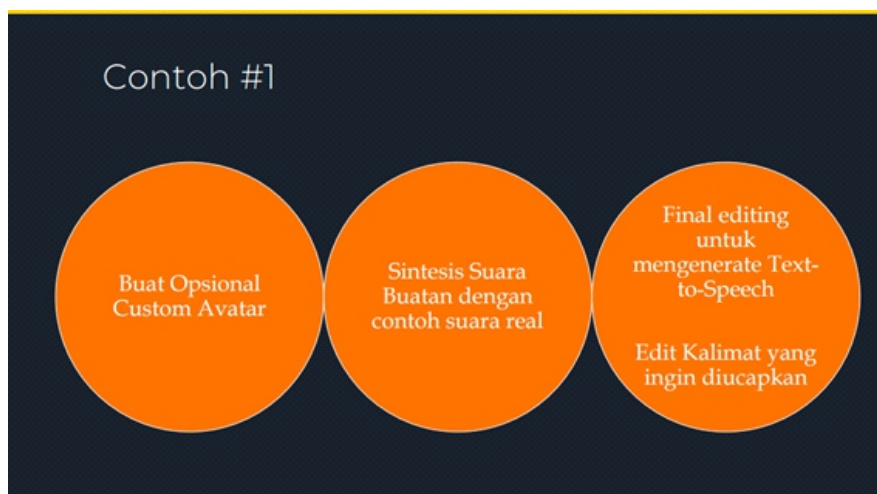 Contoh #1
Buat Opsional
Custom Avatar
Sintesis Suara
Buatan dengan
contoh suara real
Final editing
untuk
mengenerate Text-
to-Speech
Edit Kalimat yang
ingin diucapkan